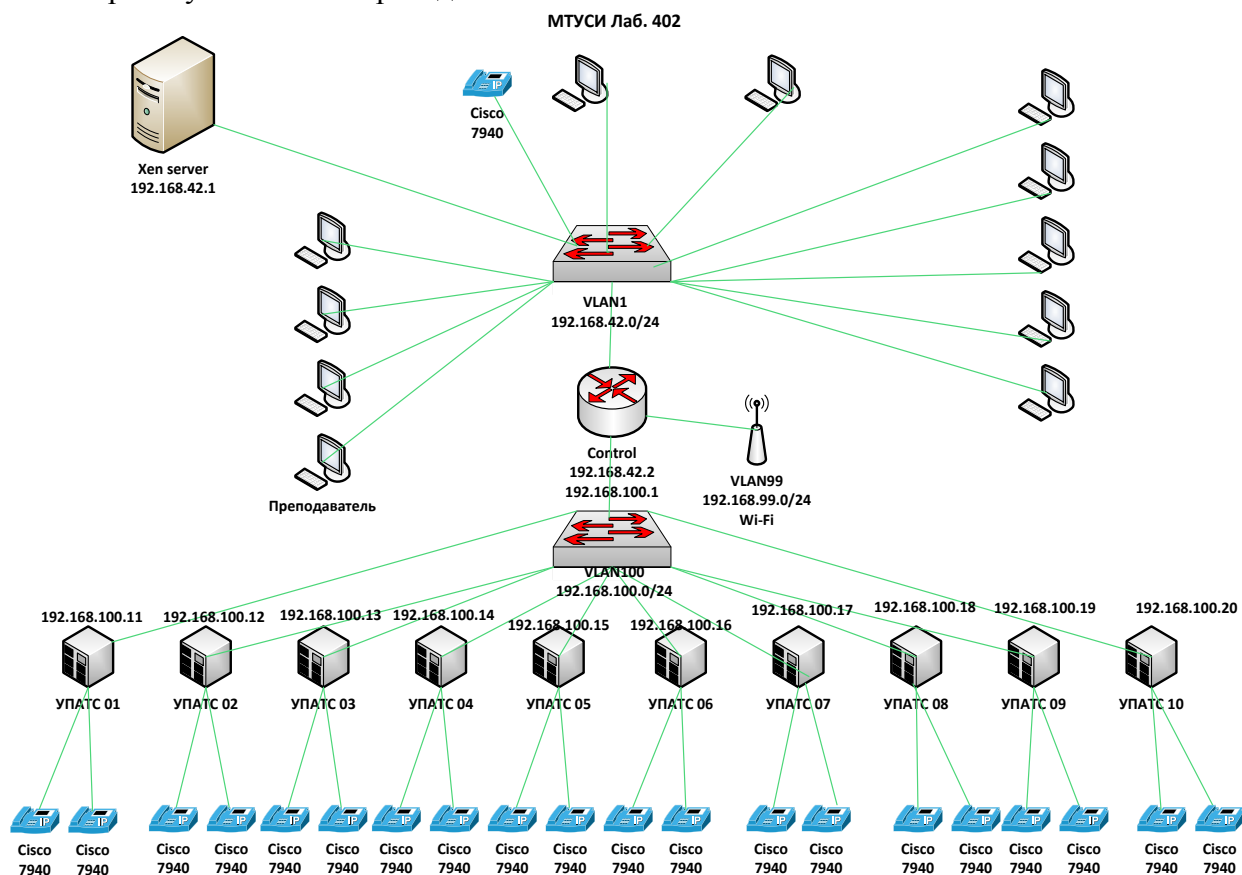 МТУСИ Лаб. 402
Cisco
7940
Xen server
192.168.42.1
VLAN1
192.168.42.0/24
Control
192.168.42.2
192.168.100.1
VLAN99
192.168.99.0/24
Wi-Fi
Преподаватель
VLAN100
192.168.100.0/24
192.168.100.11
192.168.100.12
192.168.100.13
192.168.100.14
192.168.100.15
192.168.100.16
192.168.100.17
192.168.100.18
192.168.100.19
192.168.100.20
УПАТС 01
УПАТС 02
УПАТС 03
УПАТС 04
УПАТС 05
УПАТС 06
УПАТС 07
УПАТС 08
УПАТС 09
УПАТС 10
Cisco
7940
Cisco
7940
Cisco
7940
Cisco
7940
Cisco
7940
Cisco
7940
Cisco
7940
Cisco
7940
Cisco
7940
Cisco
7940
Cisco
7940
Cisco
7940
Cisco
7940
Cisco
7940
Cisco
7940
Cisco
7940
Cisco
7940
Cisco
7940
Cisco
7940
Cisco
7940